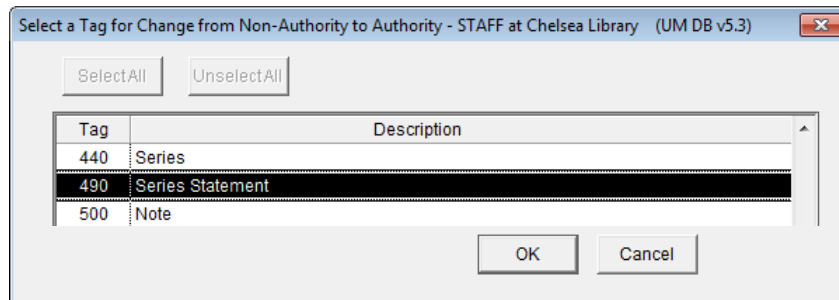 Select a Tag for Change from Non-Authority to Authority - STAFF at Chelsea Library (UM DB v5.3)
SelectAll UnselectAll
Tag Description
440 Series
490 Series Statement
500 Note
OK Cancel